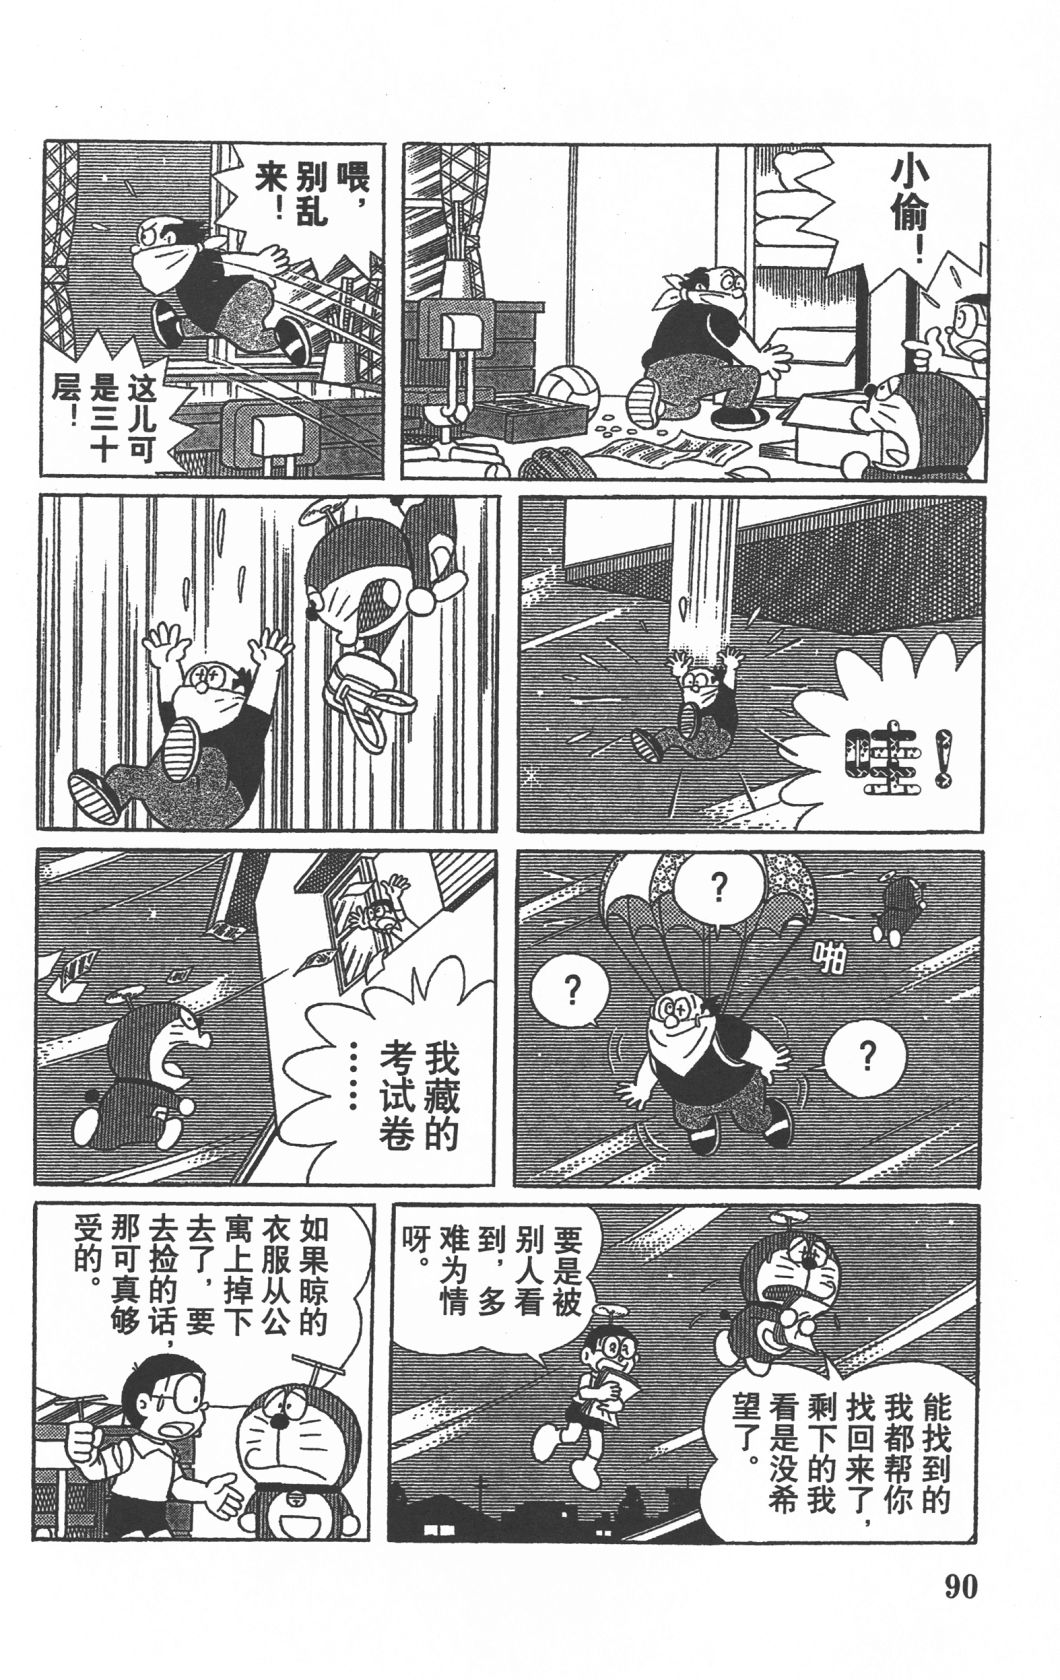 小偷！
喂，
别乱
来！
这儿可
是三十
层！
哇！
？
？
？
啪
我藏的
考试卷
……
能找到的
我都帮你
找回来了，
剩下的我
看是没希
望了。
要是被
别人看
到，多
难为情
呀。
如果晾的
衣服从公
寓上掉下
去了，要
去捡的话，
那可真够
受的。
90